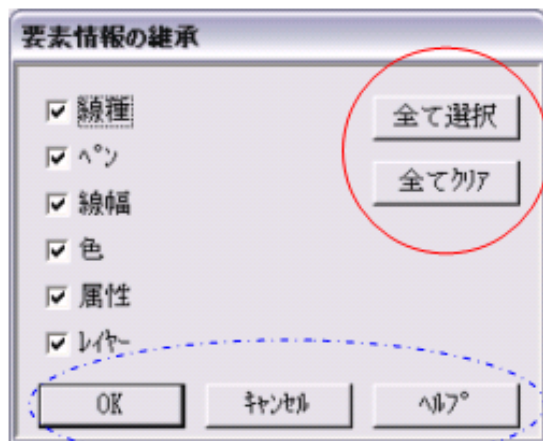 要素情報の継承
線種
ﾍﾟﾝ
線幅
色
属性
ﾚｲﾔｰ
全て選択
全てｸﾘｱ
OK
ｷｬﾝｾﾙ
ﾍﾙﾌﾟ